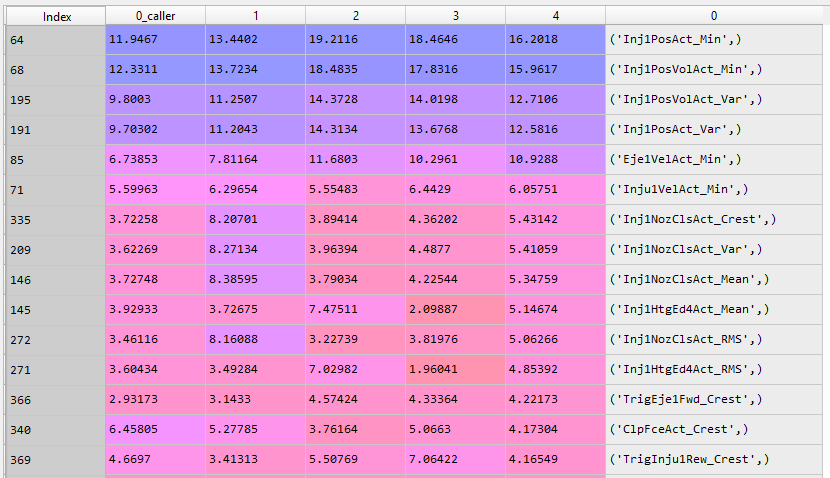 Index 0_caller 1 2 3 4 0
64 11.9467 13.4402 19.2116 18.4646 16.2018 ('Inj1PosAct_Min',)
68 12.3311 13.7234 18.4835 17.8316 15.9617 ('Inj1PosVolAct_Min',)
195 9.8003 11.2507 14.3728 14.0198 12.7106 ('Inj1PosVolAct_Var',)
191 9.70302 11.2043 14.3134 13.6768 12.5816 ('Inj1PosAct_Var',)
85 6.73853 7.81164 11.6803 10.2961 10.9288 ('Eje1VelAct_Min',)
71 5.59963 6.29654 5.55483 6.4429 6.05751 ('Inju1VelAct_Min',)
335 3.72258 8.20701 3.89414 4.36202 5.43142 ('Inj1NozClsAct_Crest',)
209 3.62269 8.27134 3.96394 4.4877 5.41059 ('Inj1NozClsAct_Var',)
146 3.72748 8.38595 3.79034 4.22544 5.34759 ('Inj1NozClsAct_Mean',)
145 3.92933 3.72675 7.47511 2.09887 5.14674 ('Inj1HtgEd4Act_Mean',)
272 3.46116 8.16088 3.22739 3.81976 5.06266 ('Inj1NozClsAct_RMS',)
271 3.60434 3.49284 7.02982 1.96041 4.85392 ('Inj1HtgEd4Act_RMS',)
366 2.93173 3.1433 4.57424 4.33364 4.22173 ('TrigEje1Fwd_Crest',)
340 6.45805 5.27785 3.76164 5.0663 4.17304 ('ClpFceAct_Crest',)
369 4.6697 3.41313 5.50769 7.06422 4.16549 ('TrigInju1Rew_Crest',)